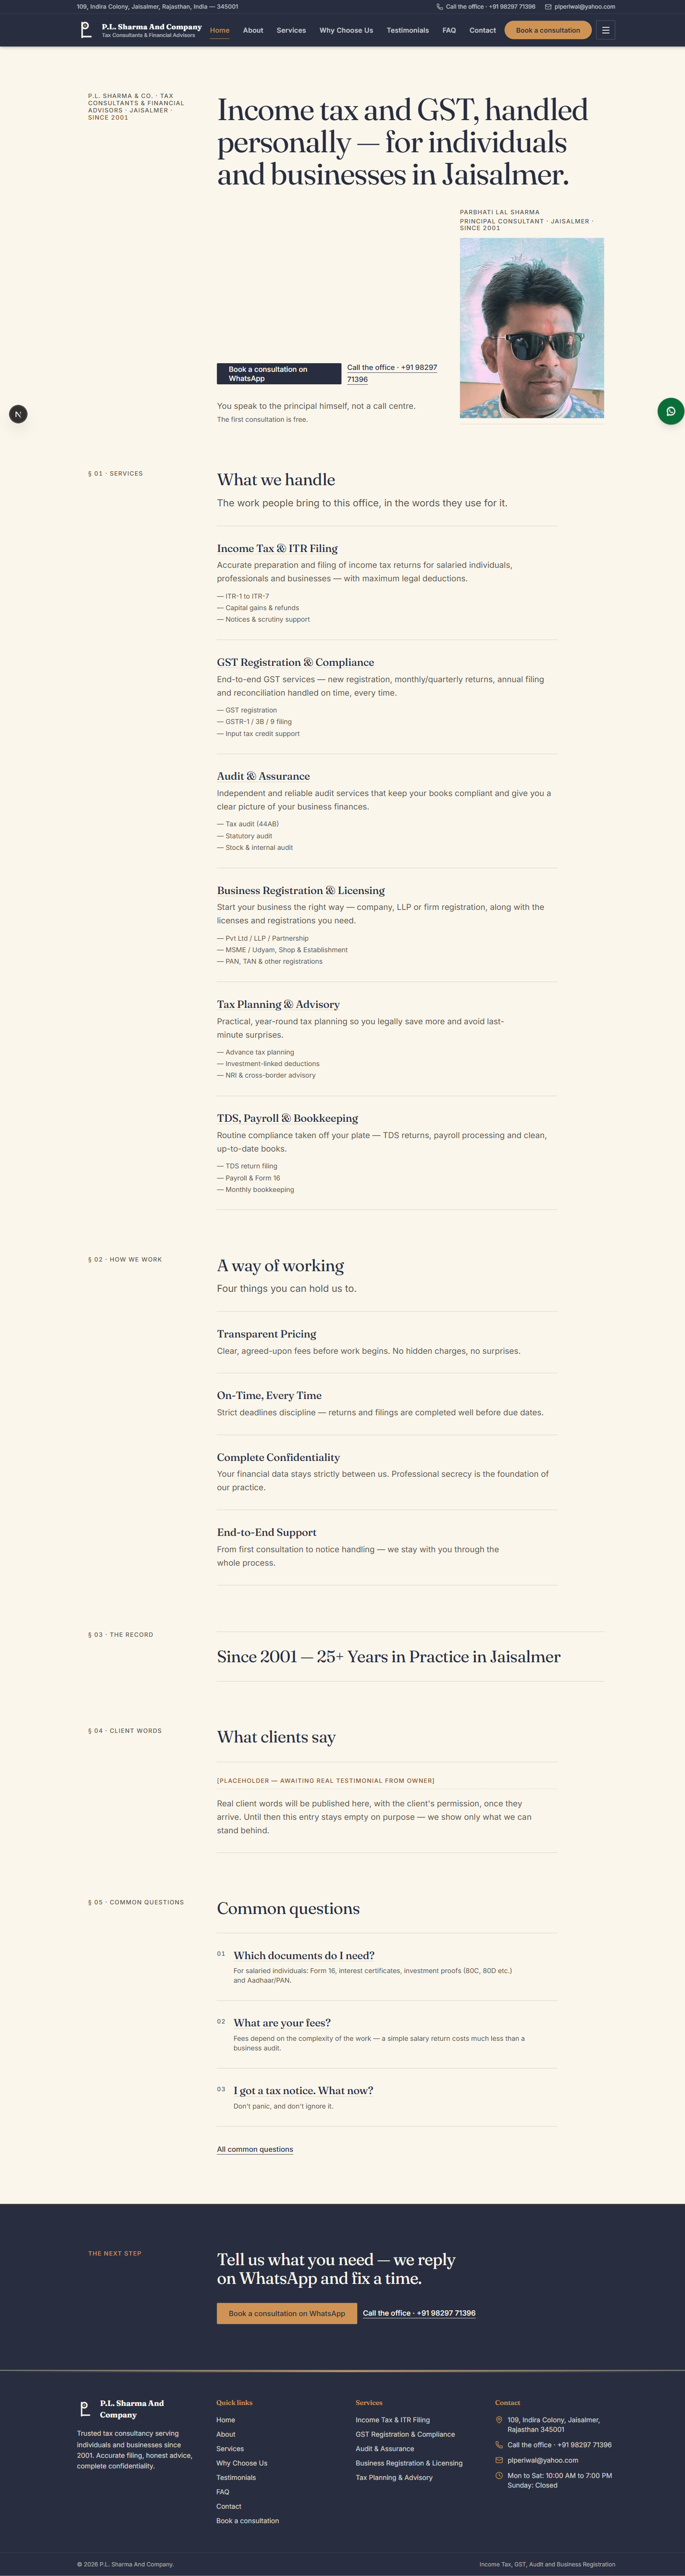 109, Indira Colony, Jaisalmer, Rajasthan, India — 345001
Call the office · +91 98297 71396
plperiwal@yahoo.com
P.L. Sharma And Company
Tax Consultants & Financial Advisors
Home
About
Services
Why Choose Us
Testimonials
FAQ
Contact
Book a consultation
P.L. SHARMA & CO. · TAX
CONSULTANTS & FINANCIAL
ADVISORS · JAISALMER ·
SINCE 2001
Income tax and GST, handled
personally — for individuals
and businesses in Jaisalmer.
PARBHATI LAL SHARMA
PRINCIPAL CONSULTANT · JAISALMER ·
SINCE 2001
Book a consultation on
WhatsApp
Call the office · +91 98297
71396
You speak to the principal himself, not a call centre.
The first consultation is free.
N
§ 01 · SERVICES
What we handle
The work people bring to this office, in the words they use for it.
Income Tax & ITR Filing
Accurate preparation and filing of income tax returns for salaried individuals,
professionals and businesses — with maximum legal deductions.
— ITR-1 to ITR-7
— Capital gains & refunds
— Notices & scrutiny support
GST Registration & Compliance
End-to-end GST services — new registration, monthly/quarterly returns, annual filing
and reconciliation handled on time, every time.
— GST registration
— GSTR-1 / 3B / 9 filing
— Input tax credit support
Audit & Assurance
Independent and reliable audit services that keep your books compliant and give you a
clear picture of your business finances.
— Tax audit (44AB)
— Statutory audit
— Stock & internal audit
Business Registration & Licensing
Start your business the right way — company, LLP or firm registration, along with the
licenses and registrations you need.
— Pvt Ltd / LLP / Partnership
— MSME / Udyam, Shop & Establishment
— PAN, TAN & other registrations
Tax Planning & Advisory
Practical, year-round tax planning so you legally save more and avoid last-
minute surprises.
— Advance tax planning
— Investment-linked deductions
— NRI & cross-border advisory
TDS, Payroll & Bookkeeping
Routine compliance taken off your plate — TDS returns, payroll processing and clean,
up-to-date books.
— TDS return filing
— Payroll & Form 16
— Monthly bookkeeping
§ 02 · HOW WE WORK
A way of working
Four things you can hold us to.
Transparent Pricing
Clear, agreed-upon fees before work begins. No hidden charges, no surprises.
On-Time, Every Time
Strict deadlines discipline — returns and filings are completed well before due dates.
Complete Confidentiality
Your financial data stays strictly between us. Professional secrecy is the foundation of
our practice.
End-to-End Support
From first consultation to notice handling — we stay with you through the
whole process.
§ 03 · THE RECORD
Since 2001 — 25+ Years in Practice in Jaisalmer
§ 04 · CLIENT WORDS
What clients say
[PLACEHOLDER — AWAITING REAL TESTIMONIAL FROM OWNER]
Real client words will be published here, with the client's permission, once they
arrive. Until then this entry stays empty on purpose — we show only what we can
stand behind.
§ 05 · COMMON QUESTIONS
Common questions
01
Which documents do I need?
For salaried individuals: Form 16, interest certificates, investment proofs (80C, 80D etc.)
and Aadhaar/PAN.
02
What are your fees?
Fees depend on the complexity of the work — a simple salary return costs much less than a
business audit.
03
I got a tax notice. What now?
Don't panic, and don't ignore it.
All common questions
THE NEXT STEP
Tell us what you need — we reply
on WhatsApp and fix a time.
Book a consultation on WhatsApp
Call the office · +91 98297 71396
P.L. Sharma And
Company
Trusted tax consultancy serving
individuals and businesses since
2001. Accurate filing, honest advice,
complete confidentiality.
Quick links
Home
About
Services
Why Choose Us
Testimonials
FAQ
Contact
Book a consultation
Services
Income Tax & ITR Filing
GST Registration & Compliance
Audit & Assurance
Business Registration & Licensing
Tax Planning & Advisory
Contact
109, Indira Colony, Jaisalmer,
Rajasthan 345001
Call the office · +91 98297 71396
plperiwal@yahoo.com
Mon to Sat: 10:00 AM to 7:00 PM
Sunday: Closed
© 2026 P.L. Sharma And Company.
Income Tax, GST, Audit and Business Registration